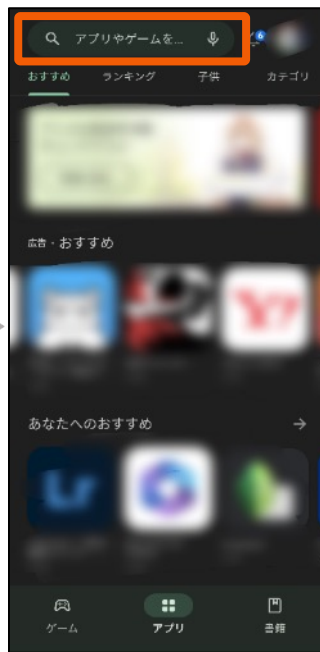 アプリやゲームを...
6
おすすめ ランキング 子供 カテゴリ
広告・おすすめ
Y?
あなたへのおすすめ
Lr
ゲーム アプリ 書籍